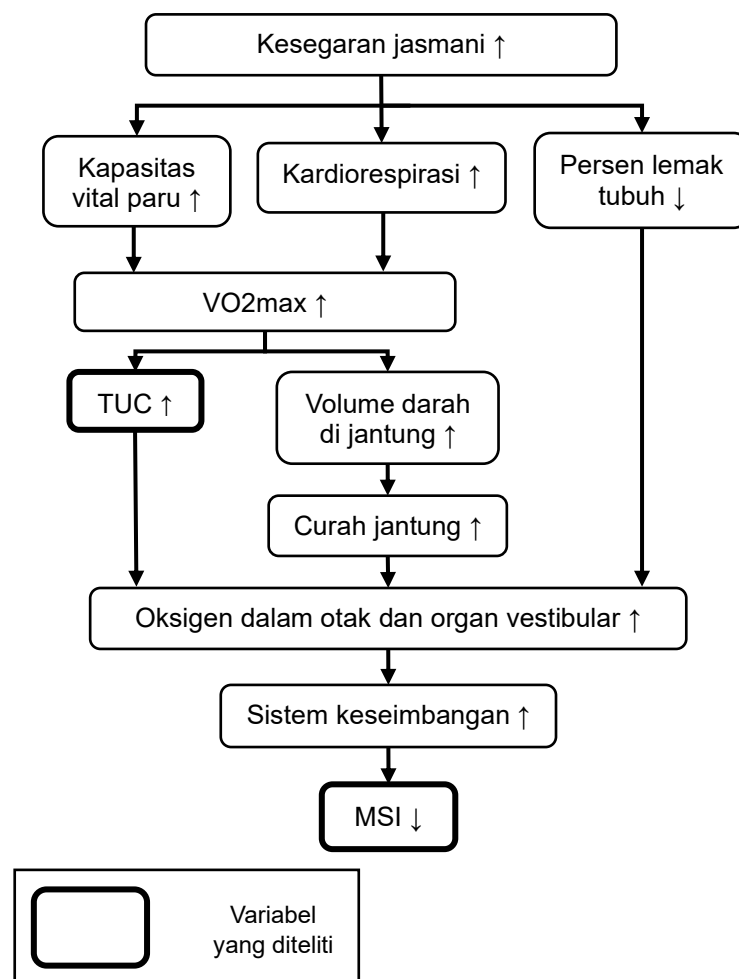 Kesegaran jasmani ↑
Kapasitas
vital paru ↑
Kardiorespirasi ↑
Persen lemak
tubuh ↓
VO2max ↑
TUC ↑
Volume darah
di jantung ↑
Curah jantung ↑
Oksigen dalam otak dan organ vestibular ↑
Sistem keseimbangan ↑
MSI ↓
Variabel
yang diteliti